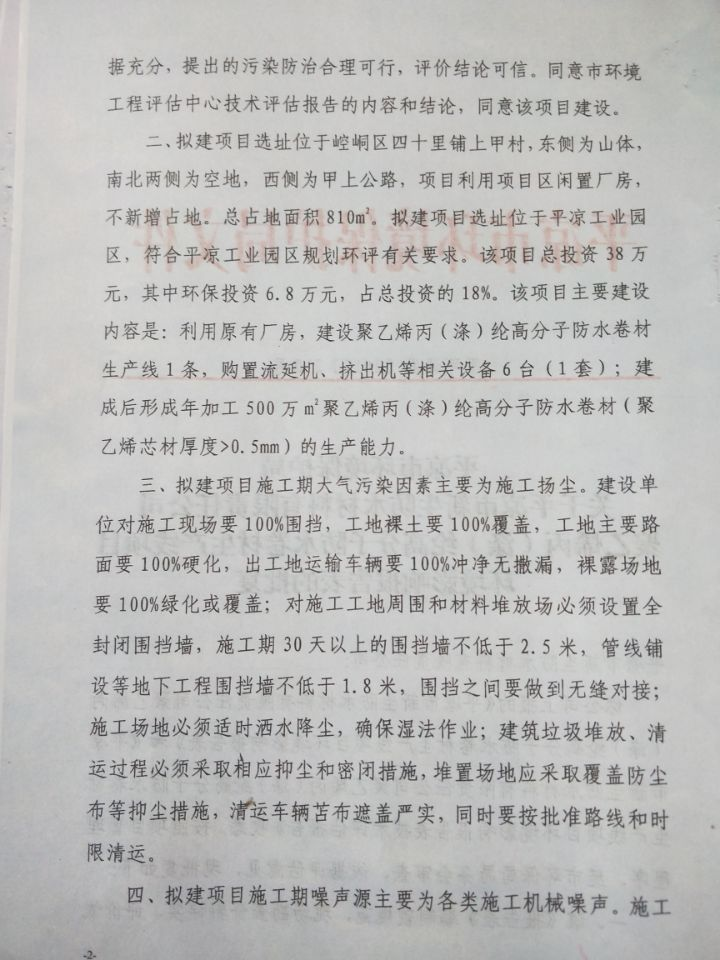 据充分，提出的污染防治合理可行，评价结论可信。同意市环境
工程评估中心技术评估报告的内容和结论，同意该项目建设。
二、拟建项目选址位于崆峒区四十里铺上甲村，东侧为山体，
南北两侧为空地，西侧为甲上公路，项目利用项目区闲置厂房，
不新增占地。总占地面积810㎡。拟建项目选址位于平凉工业园
区，符合平凉工业园区规划环评有关要求。该项目总投资38万
元，其中环保投资6.8万元，占总投资的18%。该项目主要建设
内容是：利用原有厂房，建设聚乙烯丙（涤）纶高分子防水卷材
生产线1条，购置流延机、挤出机等相关设备6台（1套）；建
成后形成年加工500万㎡聚乙烯丙（涤）纶高分子防水卷材（聚
乙烯芯材厚度>0.5mm）的生产能力。
三、拟建项目施工期大气污染因素主要为施工扬尘。建设单
位对施工现场要100%围挡，工地裸土要100%覆盖，工地主要路
面要100%硬化，出工地运输车辆要100%冲净无撒漏，裸露场地
要100%绿化或覆盖；对施工工地周围和材料堆放场必须设置全
封闭围挡墙，施工期30天以上的围挡墙不低于2.5米，管线铺
设等地下工程围挡墙不低于1.8米，围挡之间要做到无缝对接；
施工场地必须适时洒水降尘，确保湿法作业；建筑垃圾堆放、清
运过程必须采取相应抑尘和密闭措施，堆置场地应采取覆盖防尘
布等抑尘措施，清运车辆苫布遮盖严实，同时要按批准路线和时
限清运。
四、拟建项目施工期噪声源主要为各类施工机械噪声。施工
-2-